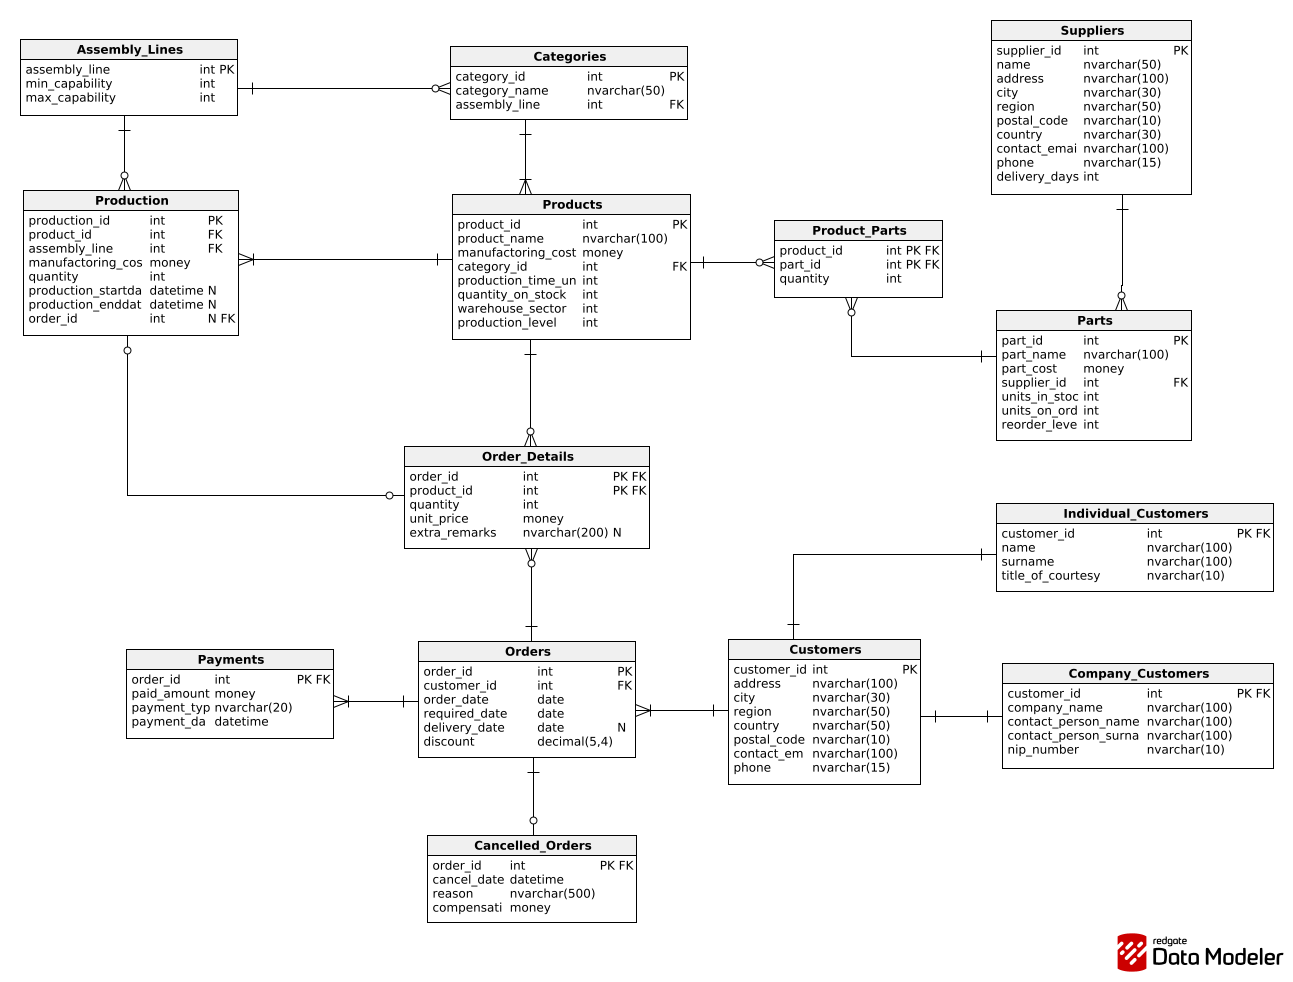 Assembly_Lines
assembly_line int PK
min_capability int
max_capability int
Categories
category_id int PK
category_name nvarchar(50)
assembly_line int FK
Suppliers
supplier_id int PK
name nvarchar(50)
address nvarchar(100)
city nvarchar(30)
region nvarchar(50)
postal_code nvarchar(10)
country nvarchar(30)
contact_emai nvarchar(100)
phone nvarchar(15)
delivery_days int
Production
production_id int PK
product_id int FK
assembly_line int FK
manufactoring_cos money
quantity int
production_startda datetime N
production_enddat datetime N
order_id int N FK
Products
product_id int PK
product_name nvarchar(100)
manufactoring_cost money
category_id int FK
production_time_un int
quantity_on_stock int
warehouse_sector int
production_level int
Product_Parts
product_id int PK FK
part_id int PK FK
quantity int
Parts
part_id int PK
part_name nvarchar(100)
part_cost money
supplier_id int FK
units_in_stoc int
units_on_ord int
reorder_leve int
Order_Details
order_id int PK FK
product_id int PK FK
quantity int
unit_price money
extra_remarks nvarchar(200) N
Individual_Customers
customer_id int PK FK
name nvarchar(100)
surname nvarchar(100)
title_of_courtesy nvarchar(10)
Payments
order_id int PK FK
paid_amount money
payment_typ nvarchar(20)
payment_da datetime
Orders
order_id int PK
customer_id int FK
order_date date
required_date date
delivery_date date N
discount decimal(5,4)
Customers
customer_id int PK
address nvarchar(100)
city nvarchar(30)
region nvarchar(50)
country nvarchar(50)
postal_code nvarchar(10)
contact_em nvarchar(100)
phone nvarchar(15)
Company_Customers
customer_id int PK FK
company_name nvarchar(100)
contact_person_name nvarchar(100)
contact_person_surna nvarchar(100)
nip_number nvarchar(10)
Cancelled_Orders
order_id int PK FK
cancel_date datetime
reason nvarchar(500)
compensati money
redgate
Data Modeler